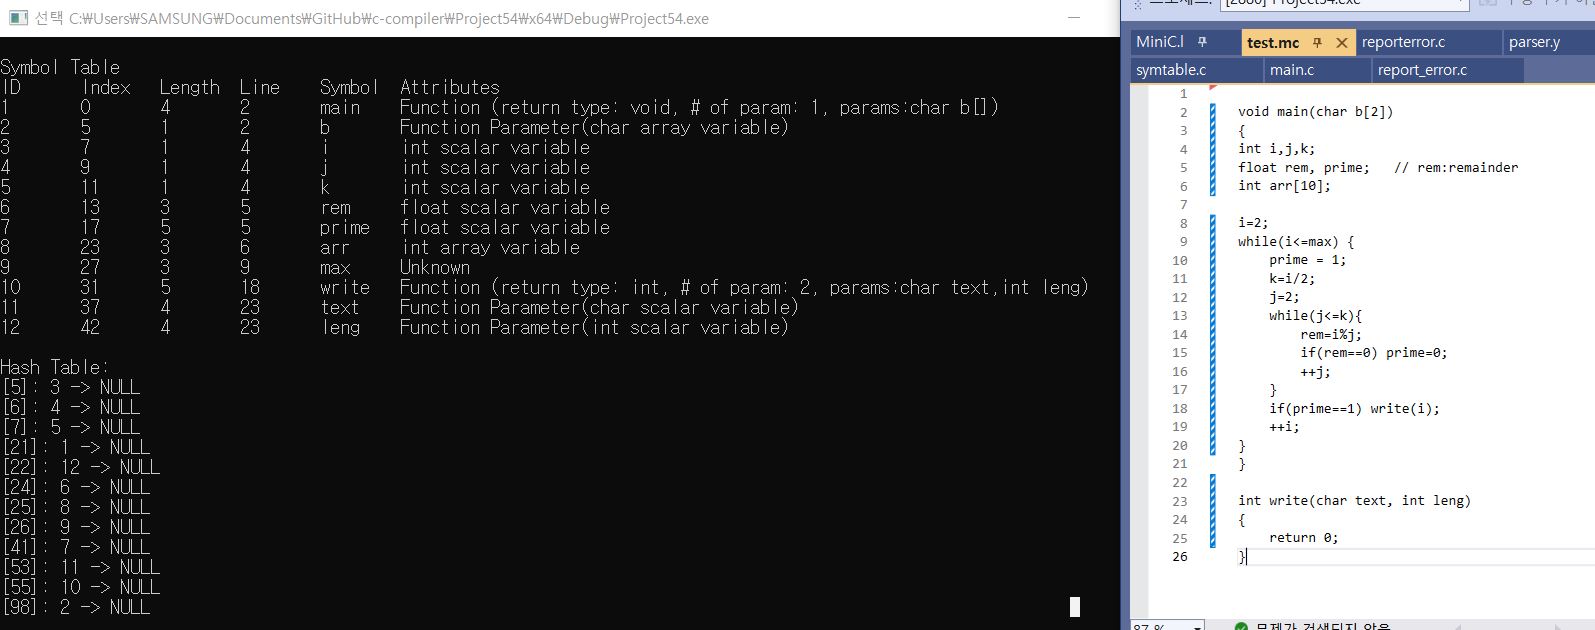 선택 C:₩Users₩SAMSUNG₩Documents₩GitHub₩c-compiler₩Project54₩x64₩Debug₩Project54.exe
Symbol Table
ID Index Length Line Symbol Attributes
1 0 4 2 main Function (return type: void, # of param: 1, params:char b[])
2 5 1 2 b Function Parameter(char array variable)
3 7 1 4 i int scalar variable
4 9 1 4 j int scalar variable
5 11 1 4 k int scalar variable
6 13 3 5 rem float scalar variable
7 17 5 5 prime float scalar variable
8 23 3 6 arr int array variable
9 27 3 9 max Unknown
10 31 5 18 write Function (return type: int, # of param: 2, params:char text,int leng)
11 37 4 23 text Function Parameter(char scalar variable)
12 42 4 23 leng Function Parameter(int scalar variable)
Hash Table:
[5]: 3 -> NULL
[6]: 4 -> NULL
[7]: 5 -> NULL
[21]: 1 -> NULL
[22]: 12 -> NULL
[24]: 6 -> NULL
[25]: 8 -> NULL
[26]: 9 -> NULL
[41]: 7 -> NULL
[53]: 11 -> NULL
[55]: 10 -> NULL
[98]: 2 -> NULL
프로세스: [2880] Project54.exe
MiniC.l test.mc reporterror.c parser.y
symtable.c main.c report_error.c
1
2 void main(char b[2])
3 {
4 int i,j,k;
5 float rem, prime; // rem:remainder
6 int arr[10];
7
8 i=2;
9 while(i<=max) {
10 prime = 1;
11 k=i/2;
12 j=2;
13 while(j<=k){
14 rem=i%j;
15 if(rem==0) prime=0;
16 ++j;
17 }
18 if(prime==1) write(i);
19 ++i;
20 }
21 }
22
23 int write(char text, int leng)
24 {
25 return 0;
26 }
87 % 문제가 검색되지 않음